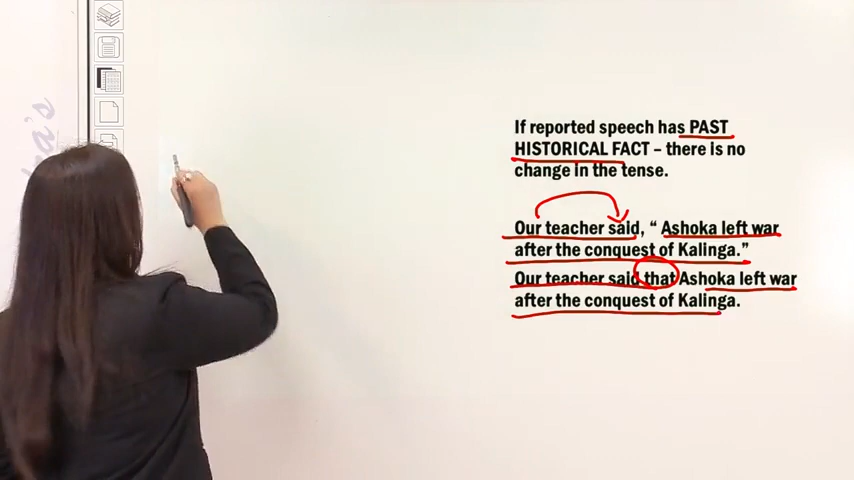 If reported speech has PAST
HISTORICAL FACT – there is no
change in the tense.
Our teacher said, “ Ashoka left war
after the conquest of Kalinga.”
Our teacher said that Ashoka left war
after the conquest of Kalinga.